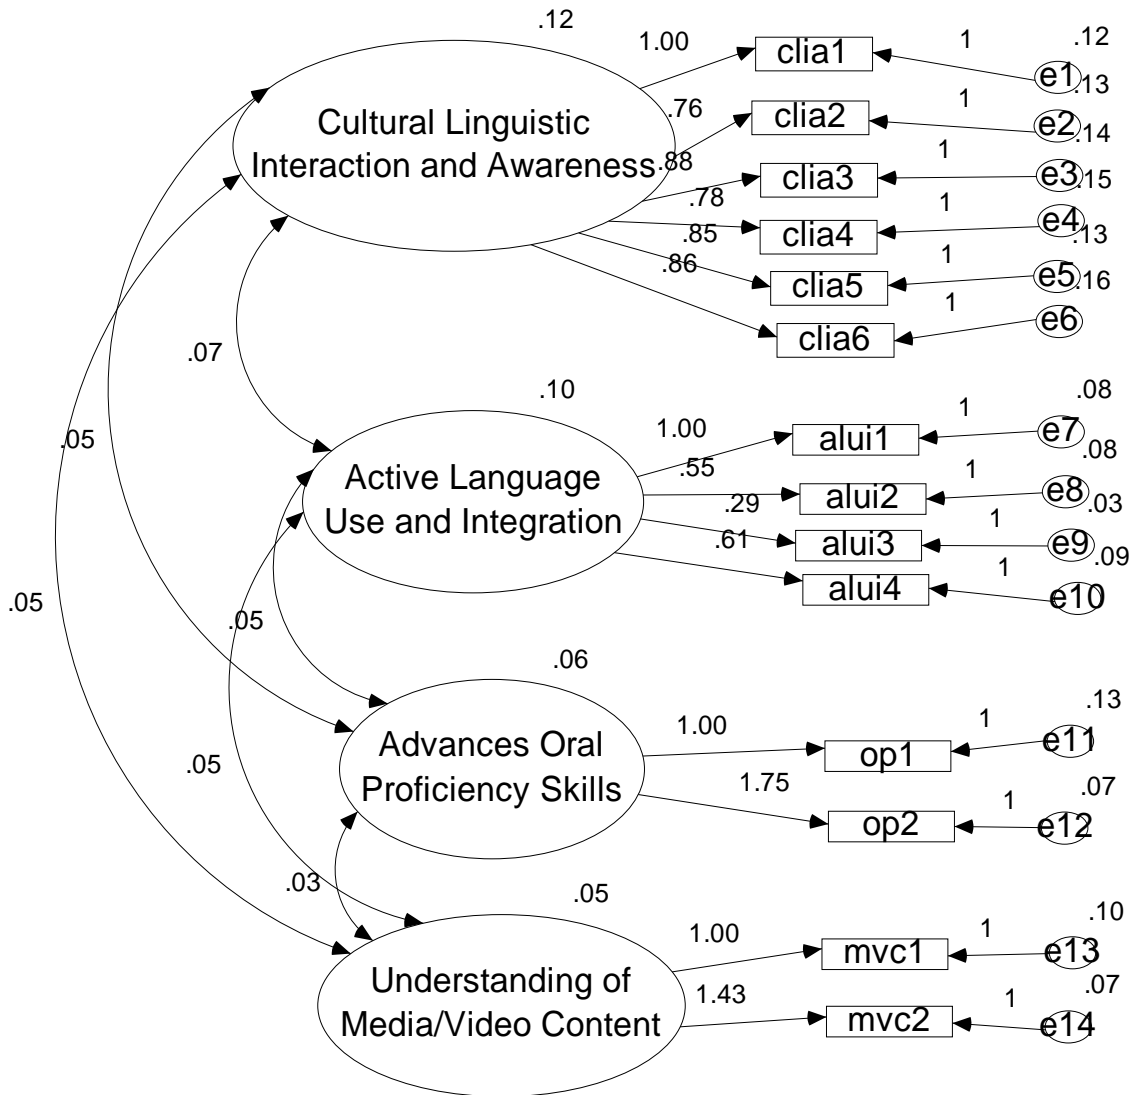 .12
1.00
clia1
1
.12
e1
.13
Cultural Linguistic
Interaction and Awareness
.76
clia2
1
e2
.14
.88
clia3
1
e3
.15
.78
clia4
1
e4
.13
.85
clia5
1
e5
.16
.86
clia6
1
e6
.07
.10
.08
1.00
alui1
1
e7
.08
Active Language
Use and Integration
.55
alui2
1
e8
.03
.29
alui3
1
e9
.09
.61
alui4
1
e10
.05
.05
.05
.06
.13
Advances Oral
Proficiency Skills
1.00
op1
1
e11
.07
1.75
op2
1
e12
.05
.03
.05
.10
Understanding of
Media/Video Content
1.00
mvc1
1
e13
.07
1.43
mvc2
1
e14